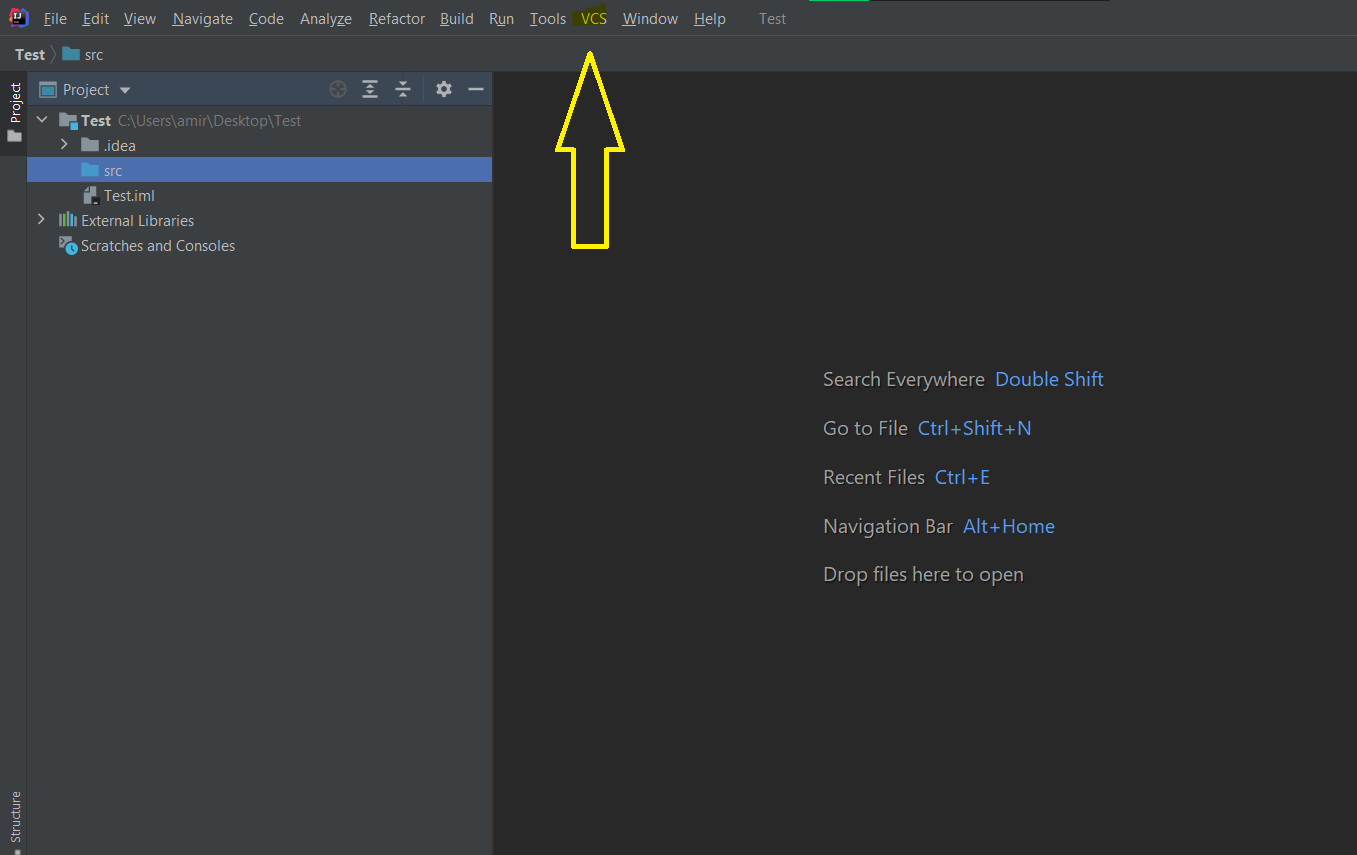 IJ
File Edit View Navigate Code Analyze Refactor Build Run Tools VCS Window Help Test
Test src
Project
Project
Test C:\Users\amir\Desktop\Test
.idea
src
Test.iml
External Libraries
Scratches and Consoles
Search Everywhere Double Shift
Go to File Ctrl+Shift+N
Recent Files Ctrl+E
Navigation Bar Alt+Home
Drop files here to open
Structure